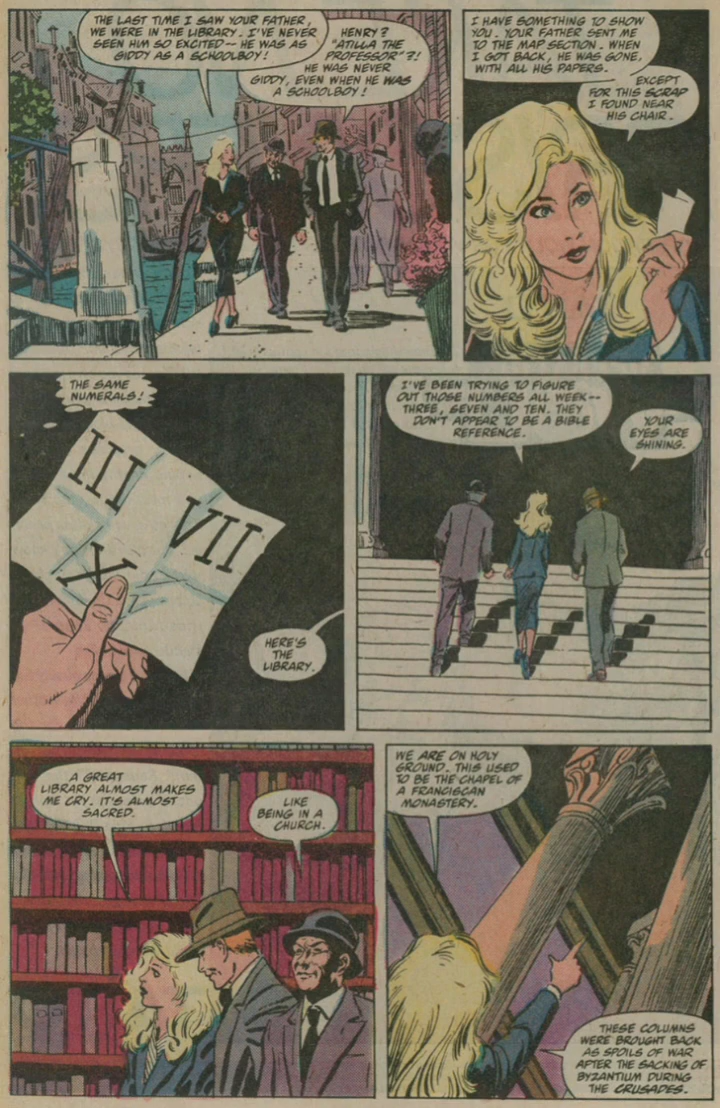 THE LAST TIME I SAW YOUR FATHER,
WE WERE IN THE LIBRARY. I'VE NEVER
SEEN HIM SO EXCITED-- HE WAS AS
GIDDY AS A SCHOOLBOY!
HENRY?
"ATILLA THE
PROFESSOR"?!
HE WAS NEVER
GIDDY, EVEN WHEN HE WAS
A SCHOOLBOY!
I HAVE SOMETHING TO SHOW
YOU. YOUR FATHER SENT ME
TO THE MAP SECTION. WHEN
I GOT BACK, HE WAS GONE,
WITH ALL HIS PAPERS.
EXCEPT
FOR THIS SCRAP
I FOUND NEAR
HIS CHAIR.
THE SAME
NUMERALS!
III
VII
X
HERE'S
THE
LIBRARY.
I'VE BEEN TRYING TO FIGURE
OUT THOSE NUMBERS ALL WEEK--
THREE, SEVEN AND TEN. THEY
DON'T APPEAR TO BE A BIBLE
REFERENCE.
YOUR
EYES ARE
SHINING.
A GREAT
LIBRARY ALMOST MAKES
ME CRY. IT'S ALMOST
SACRED.
LIKE
BEING IN A
CHURCH.
WE ARE ON HOLY
GROUND. THIS USED
TO BE THE CHAPEL OF
A FRANCISCAN
MONASTERY.
THESE COLUMNS
WERE BROUGHT BACK
AS SPOILS OF WAR
AFTER THE SACKING OF
BYZANTIUM DURING
THE CRUSADES.